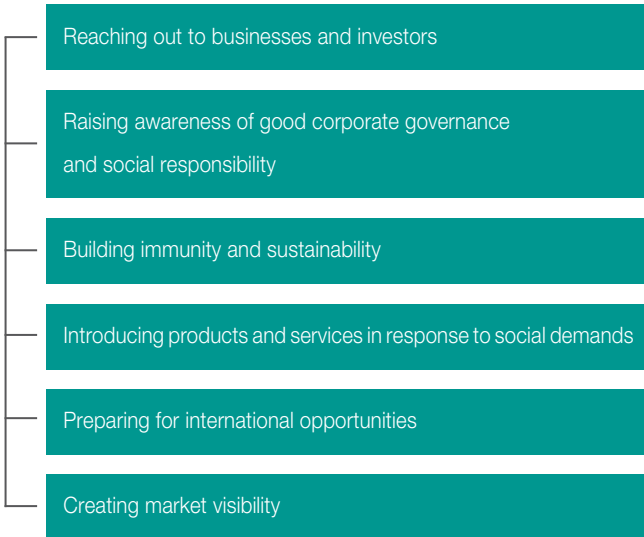 Reaching out to businesses and investors
Raising awareness of good corporate governance
and social responsibility
Building immunity and sustainability
Introducing products and services in response to social demands
Preparing for international opportunities
Creating market visibility